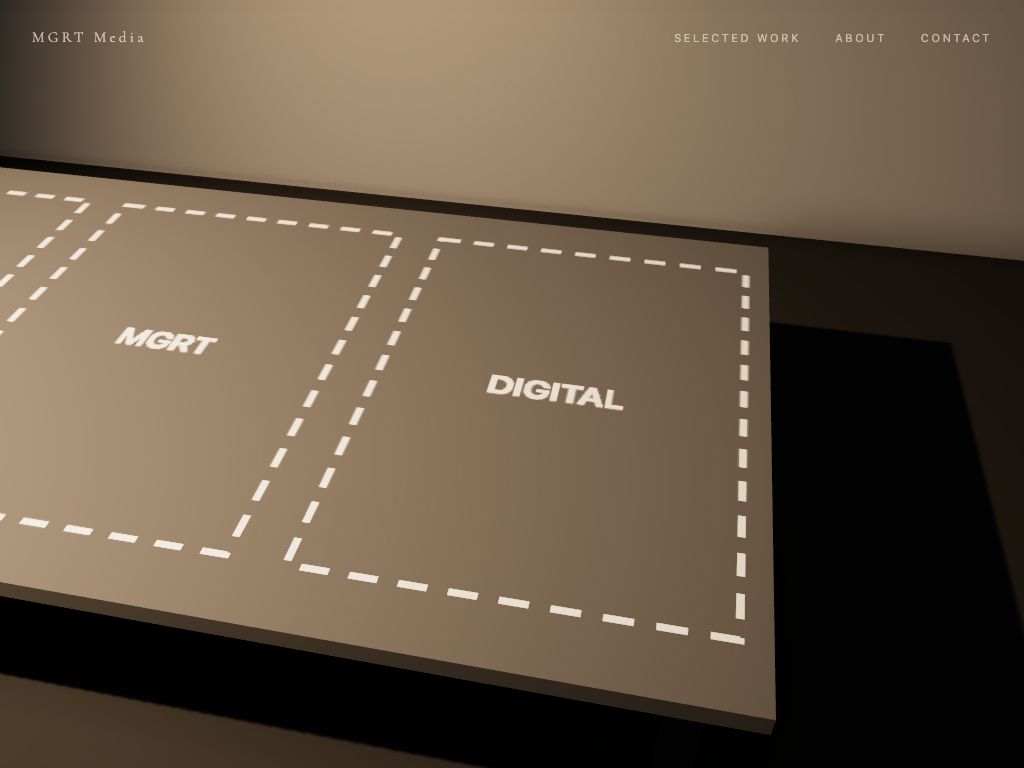 MGRT Media
SELECTED WORK
ABOUT
CONTACT
MGRT
DIGITAL